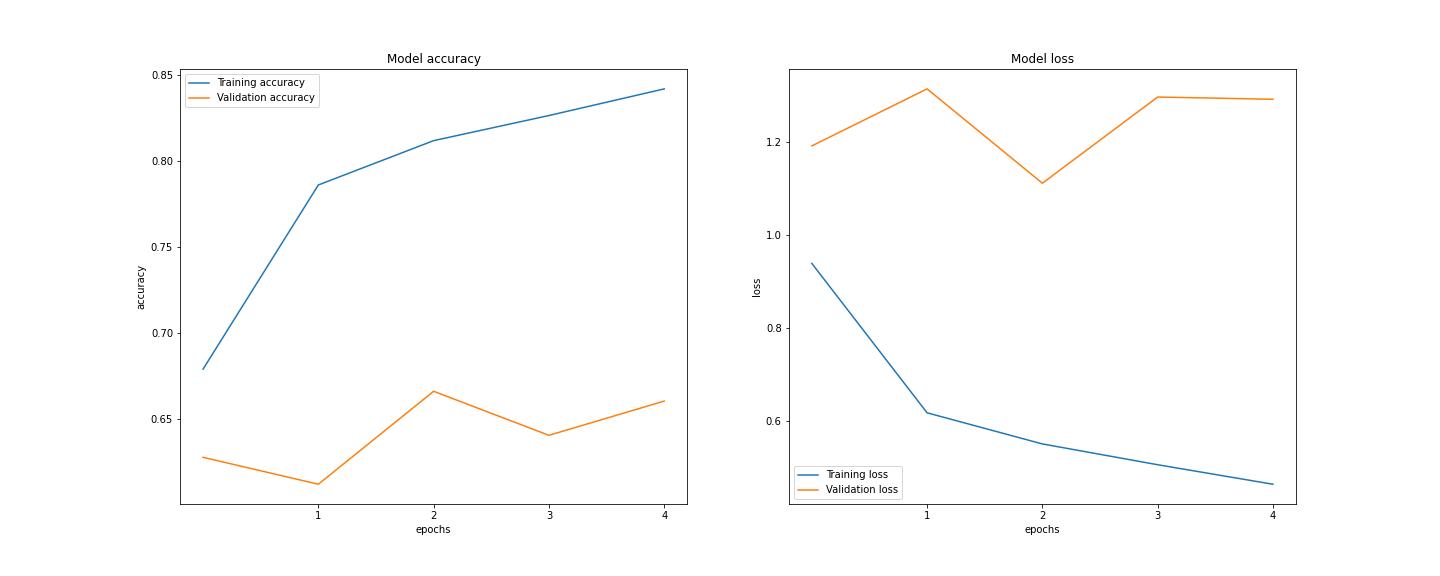 Model accuracy
Training accuracy
Validation accuracy
0.85
0.80
0.75
0.70
0.65
accuracy
1 2 3 4
epochs
Model loss
1.2
1.0
0.8
0.6
loss
Training loss
Validation loss
1 2 3 4
epochs